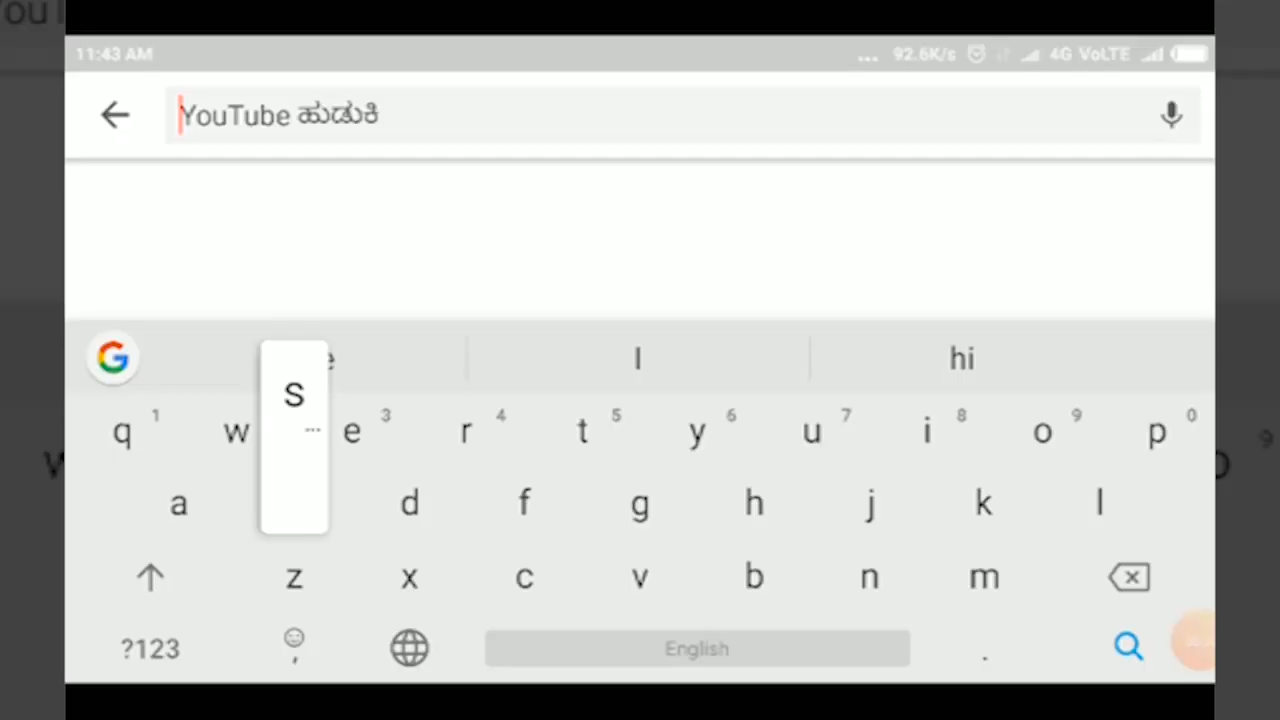 11:43 AM ... 92.6K/s 4G VoLTE
YouTube ಹುಡುಕಿ
I hi
S
...
q 1 w e 3 r 4 t 5 y 6 u 7 i 8 o 9 p 0
a d f g h j k l
z x c v b n m
?123 , English .